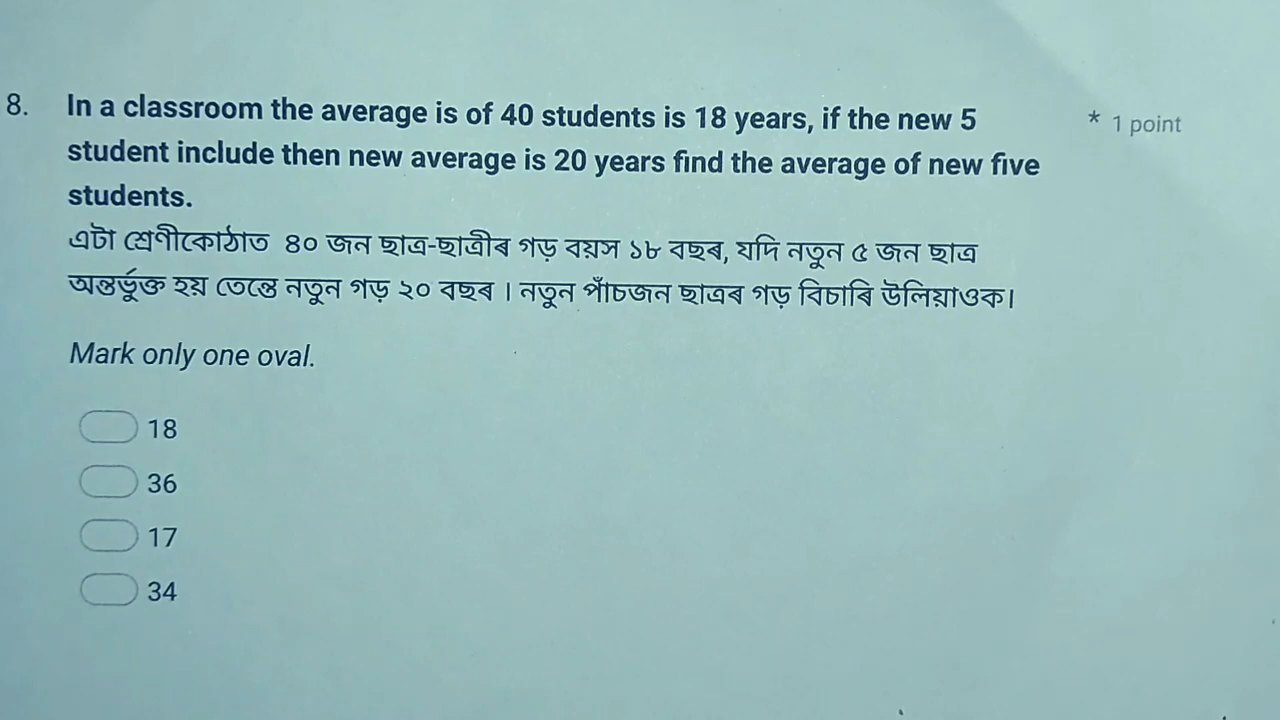 8. In a classroom the average is of 40 students is 18 years, if the new 5 * 1 point
student include then new average is 20 years find the average of new five
students.
এটা শ্ৰেণীকোঠাত ৪০ জন ছাত্ৰ-ছাত্ৰীৰ গড় বয়স ১৮ বছৰ, যদি নতুন ৫ জন ছাত্ৰ
অন্তৰ্ভুক্ত হয় তেন্তে নতুন গড় ২০ বছৰ । নতুন পাঁচজন ছাত্ৰৰ গড় বিচাৰি উলিয়াওক।
Mark only one oval.
18
36
17
34